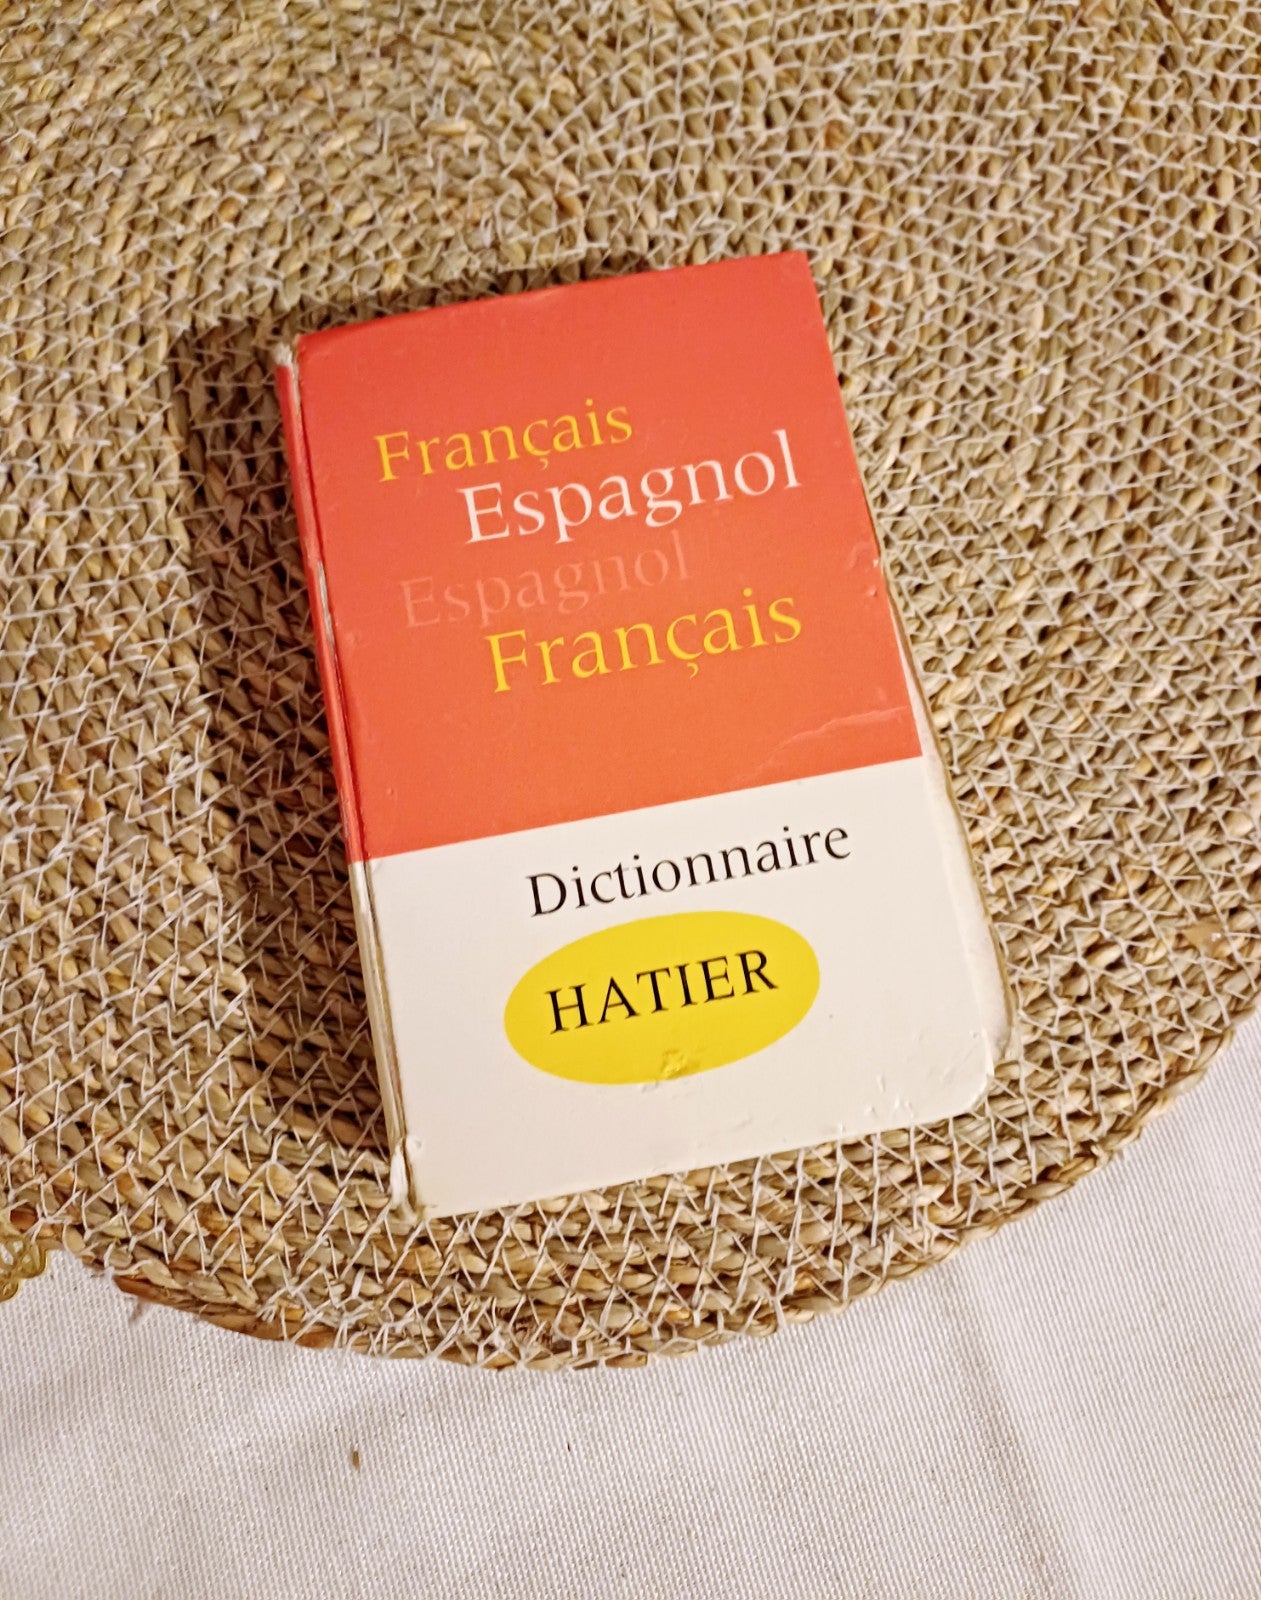 Français
Espagnol
Espagnol
Français
Dictionnaire
HATIER